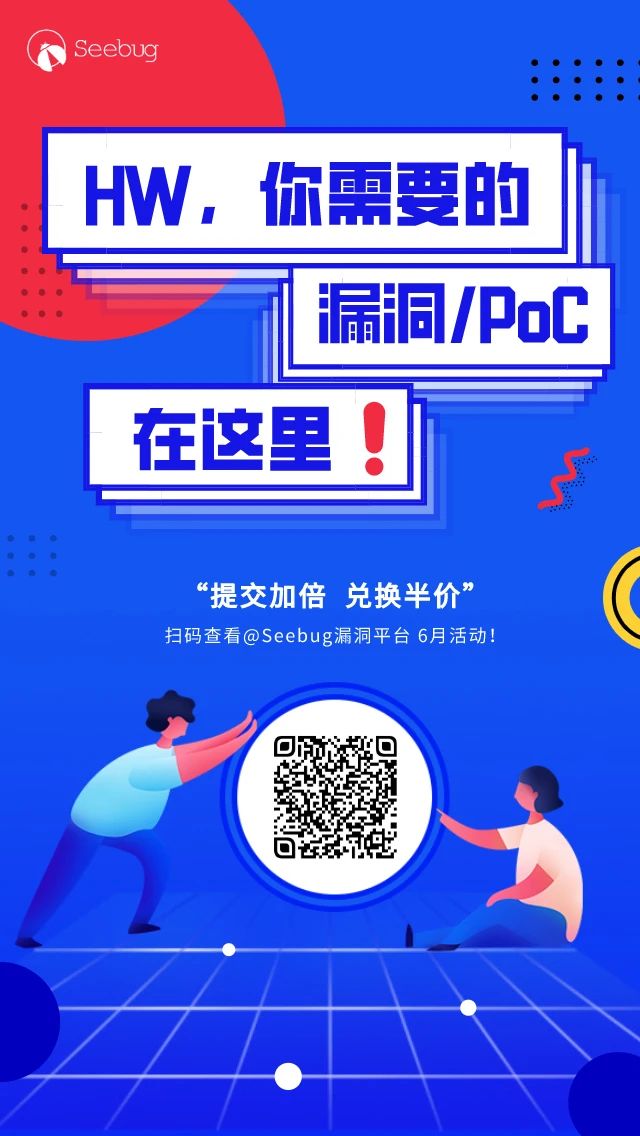 Seebug
HW，你需要的
漏洞/PoC
在这里！
“提交加倍 兑换半价”
扫码查看@Seebug漏洞平台 6月活动！